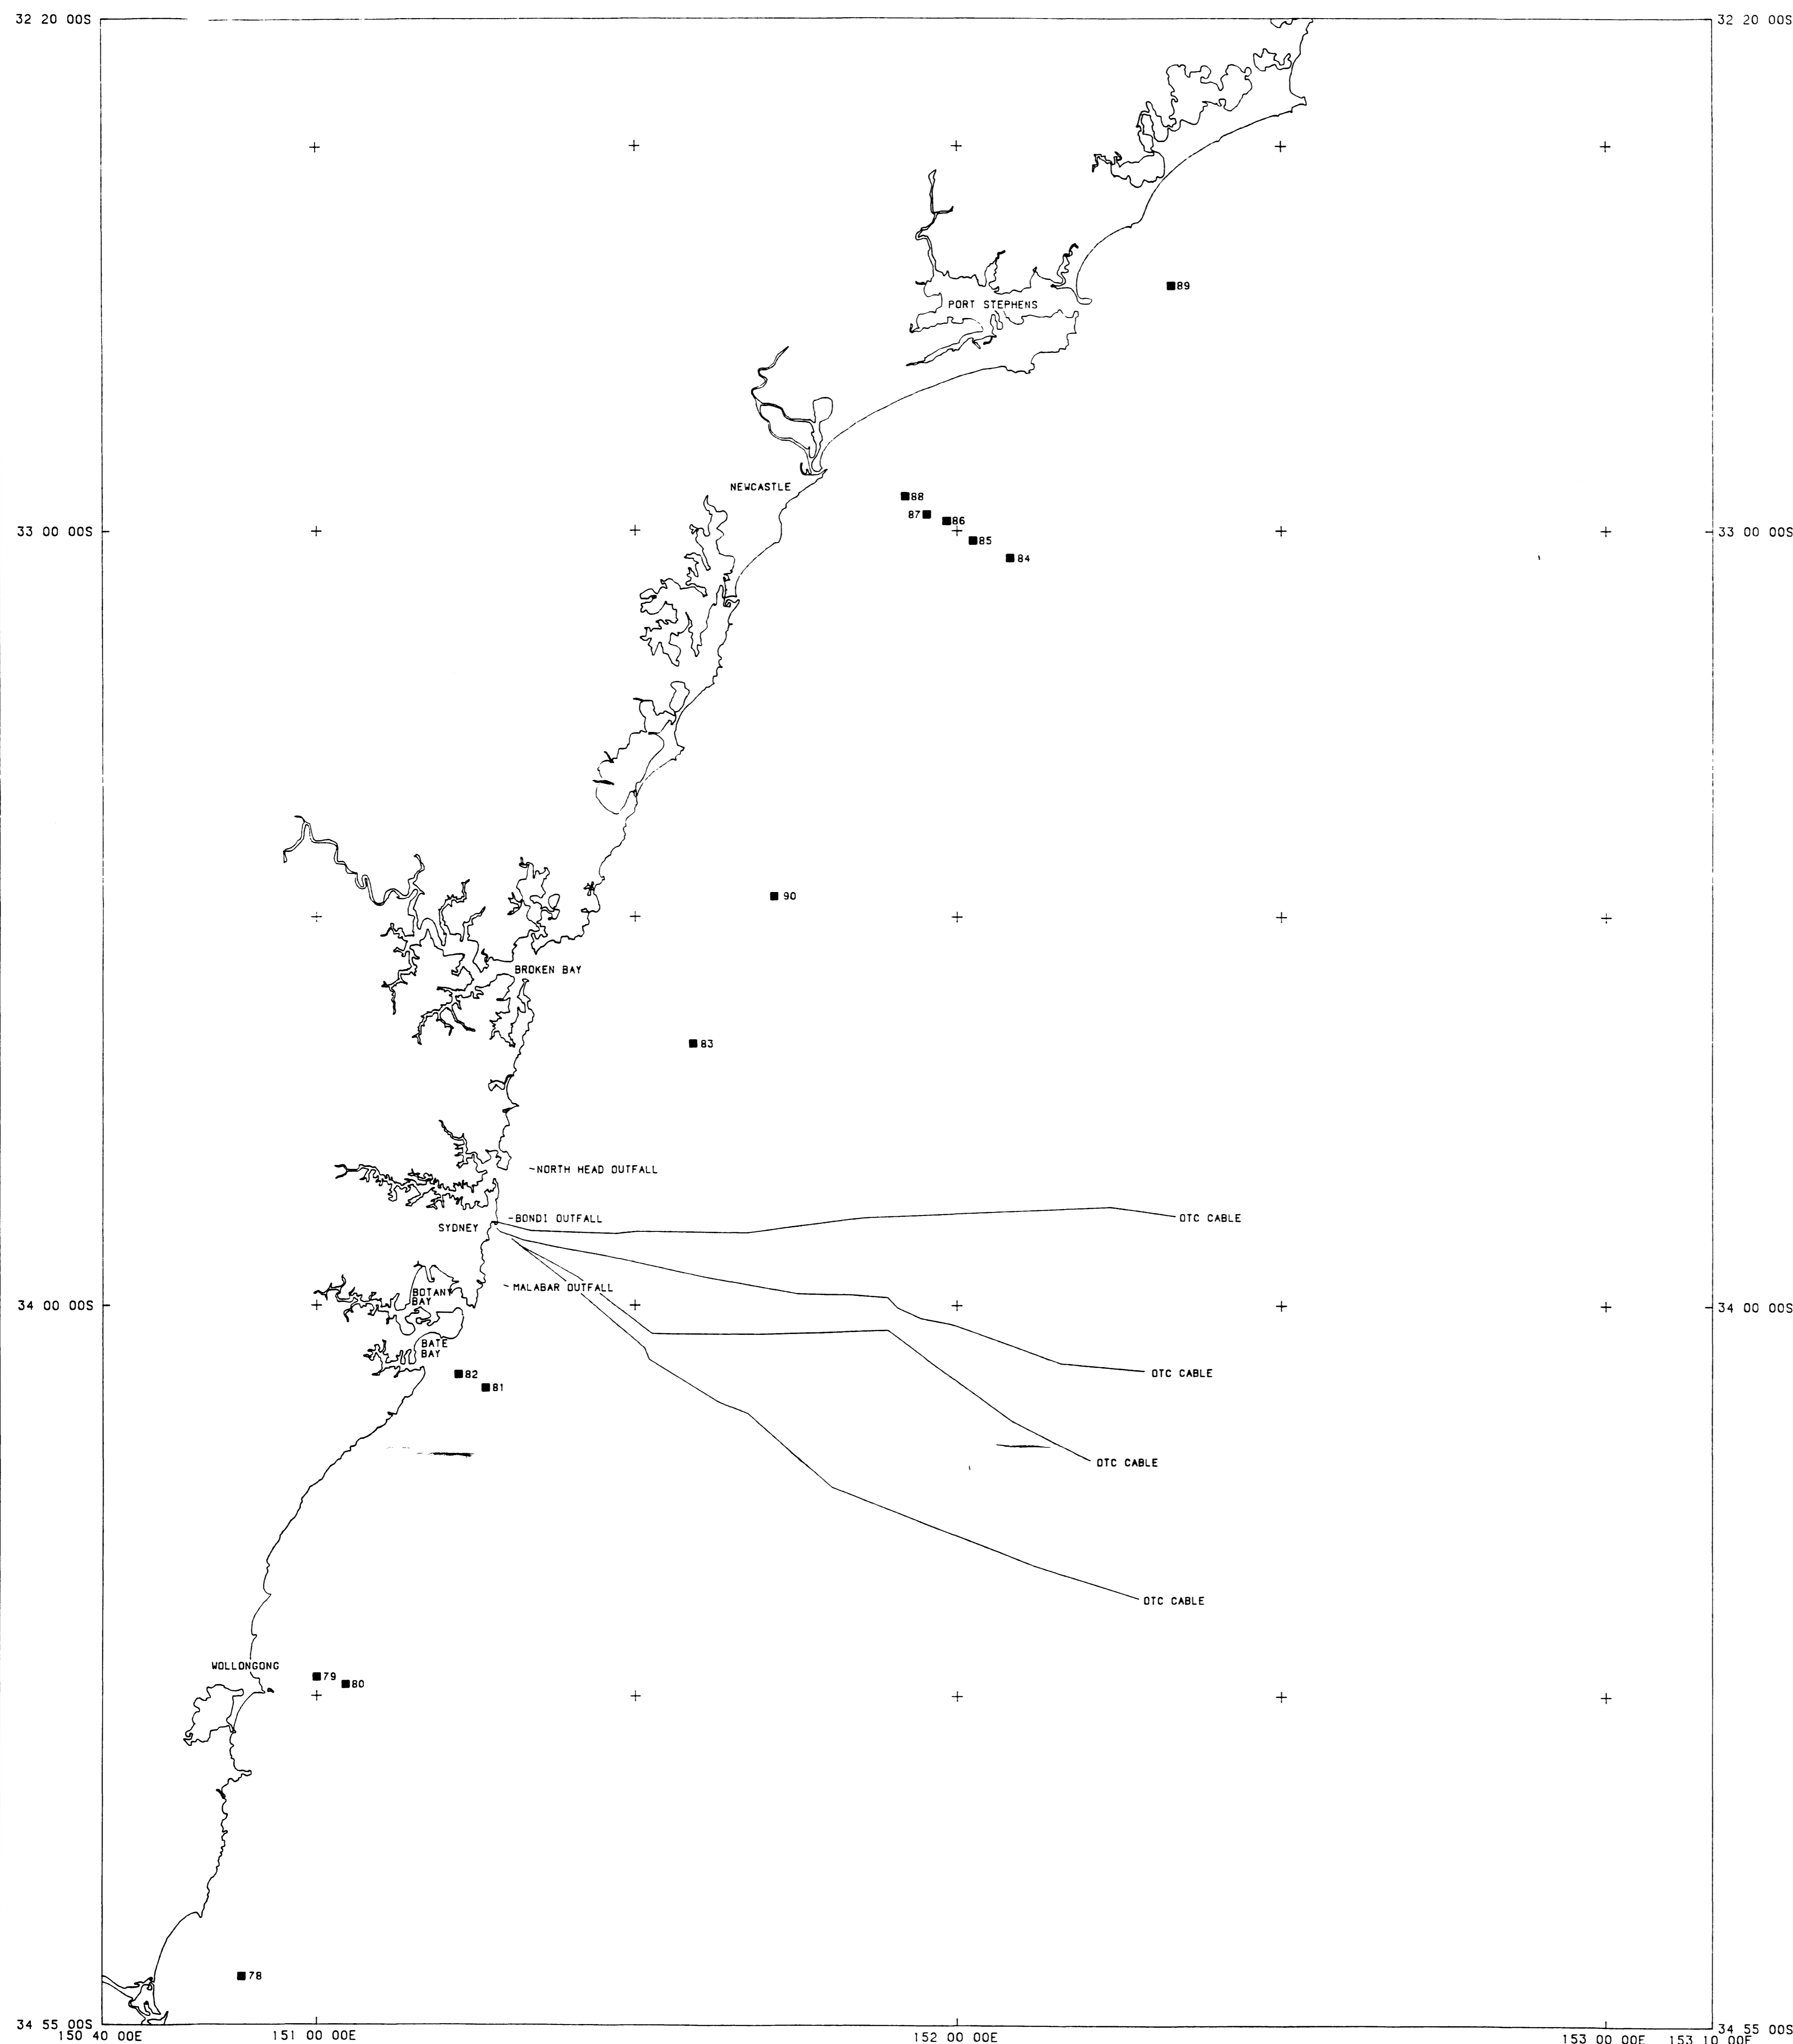 32 20 00S
32 20 00S
89
PORT STEPHENS
NEWCASTLE
88
87
86
33 00 00S
33 00 00S
85
84
90
BROKEN BAY
83
NORTH HEAD OUTFALL
BONDI OUTFALL
OTC CABLE
SYDNEY
MALABAR OUTFALL
BOTANY
BAY
34 00 00S
34 00 00S
BATE
BAY
82
OTC CABLE
81
OTC CABLE
OTC CABLE
WOLLONGONG
79
80
78
34 55 00S
34 55 00S
150 40 00E
151 00 00E
152 00 00E
153 00 00E
153 10 00E